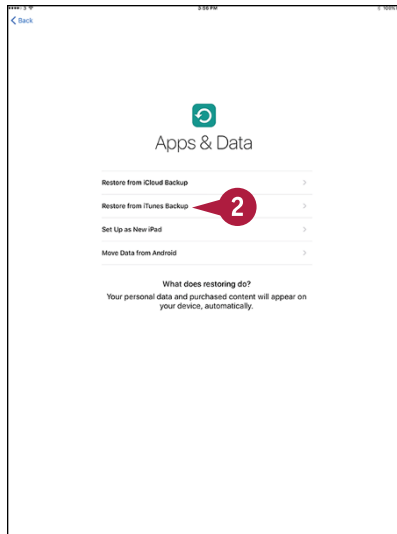 3:06 PM
100%
Back
Apps & Data
Restore from iCloud Backup
Restore from iTunes Backup
2
Set Up as New iPad
Move Data from Android
What does restoring do?
Your personal data and purchased content will appear on
your device, automatically.